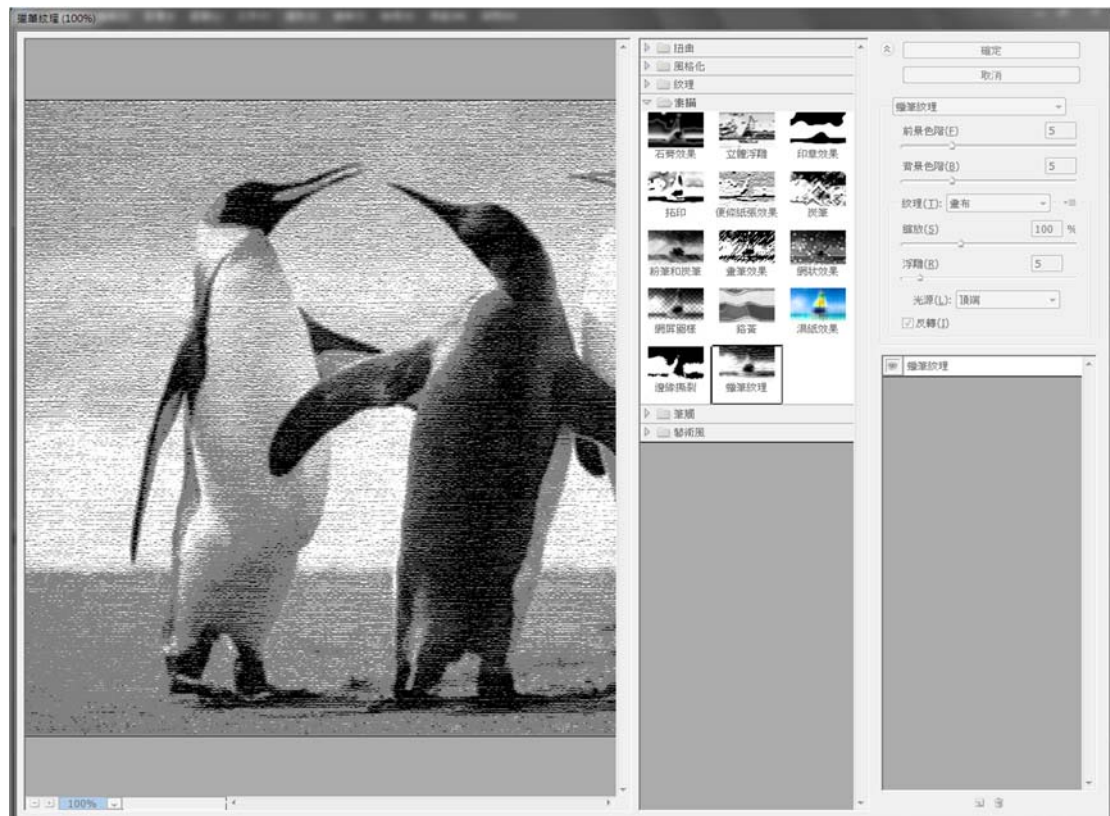 蠟筆紋理 (100%)
扭曲
風格化
紋理
素描
石膏效果
立體浮雕
印章效果
拓印
便條紙張效果
炭筆
粉筆和炭筆
畫筆效果
網狀效果
網屏圖樣
鉻黃
濕紙效果
邊緣撕裂
蠟筆紋理
筆觸
藝術風
100%
確定
取消
蠟筆紋理
前景色階(F) 5
背景色階(B) 5
紋理(T): 畫布
縮放(S) 100 %
浮雕(R) 5
光源(L): 頂端
反轉(I)
蠟筆紋理